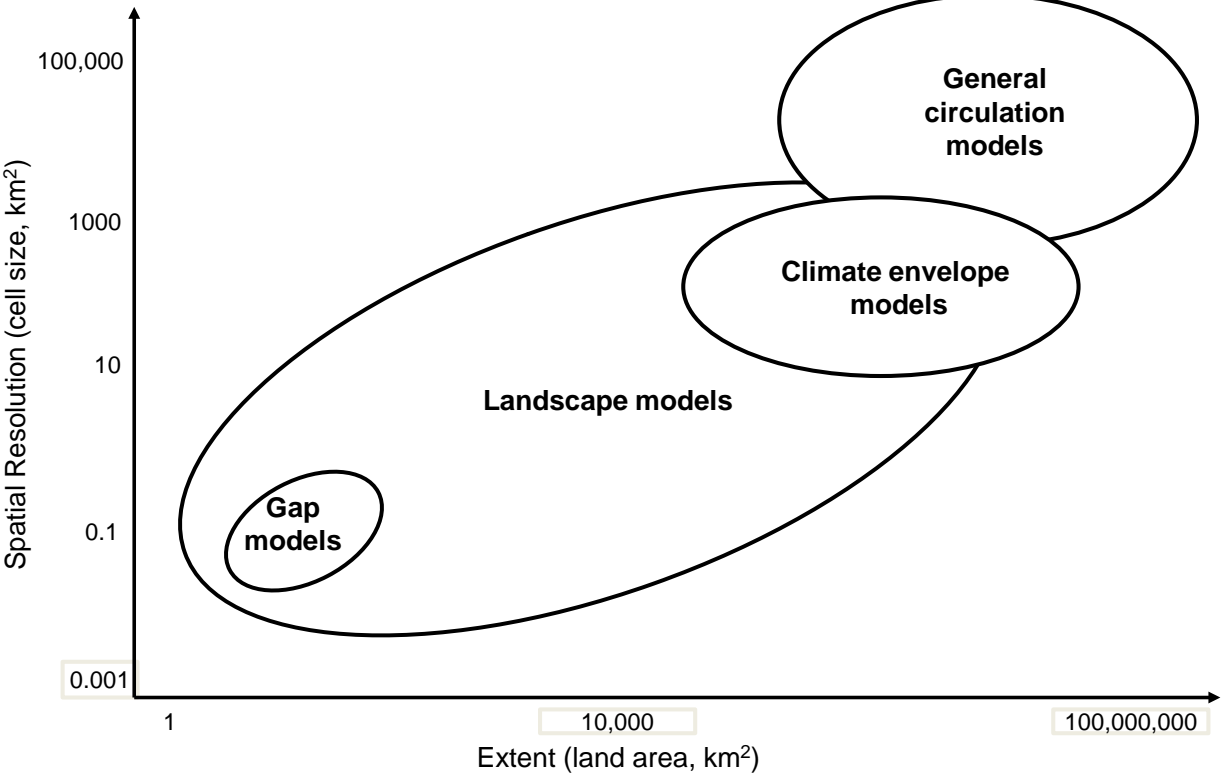 100,000
General
circulation
models
1000
Climate envelope
models
10
Landscape models
Gap
models
0.1
0.001
Spatial Resolution (cell size, km²)
1
10,000
100,000,000
Extent (land area, km²)